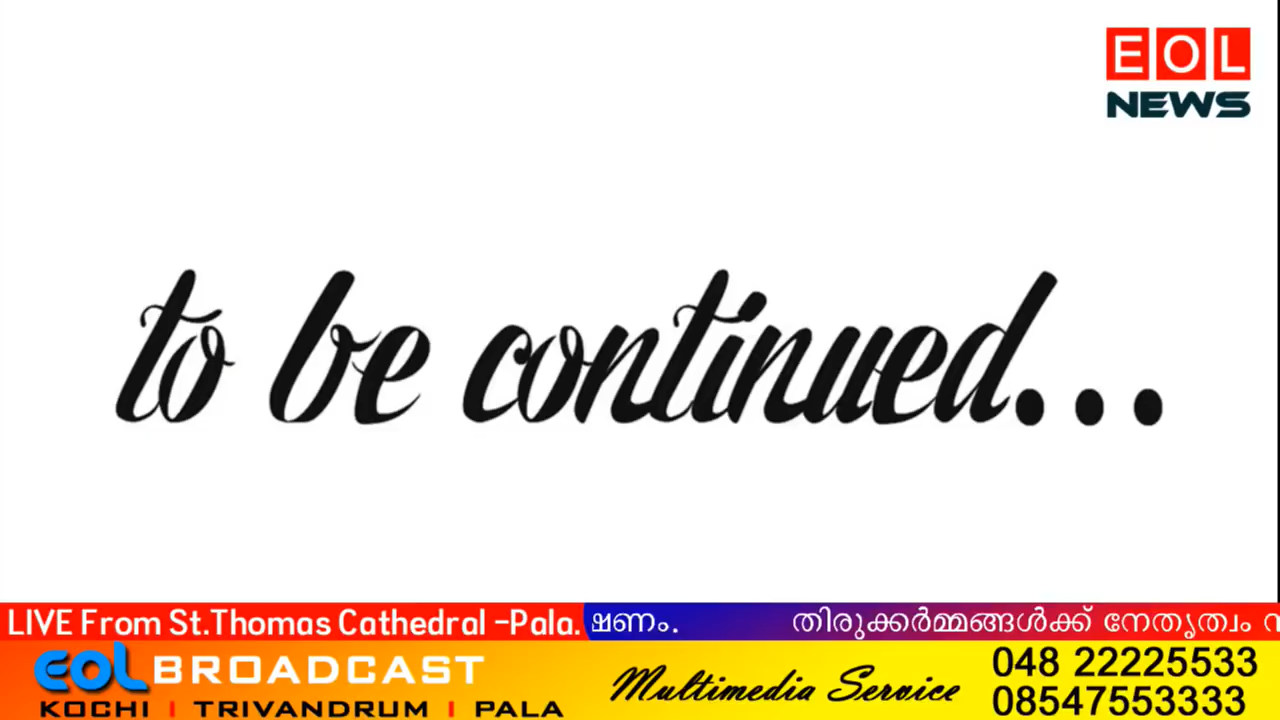 EOL
NEWS
to be continued...
LIVE From St.Thomas Cathedral -Pala. ഷണം. തിരുക്കർമ്മങ്ങൾക്ക് നേതൃത്വം
EOL BROADCAST
KOCHI | TRIVANDRUM | PALA
Multimedia Service
048 22225533
08547553333